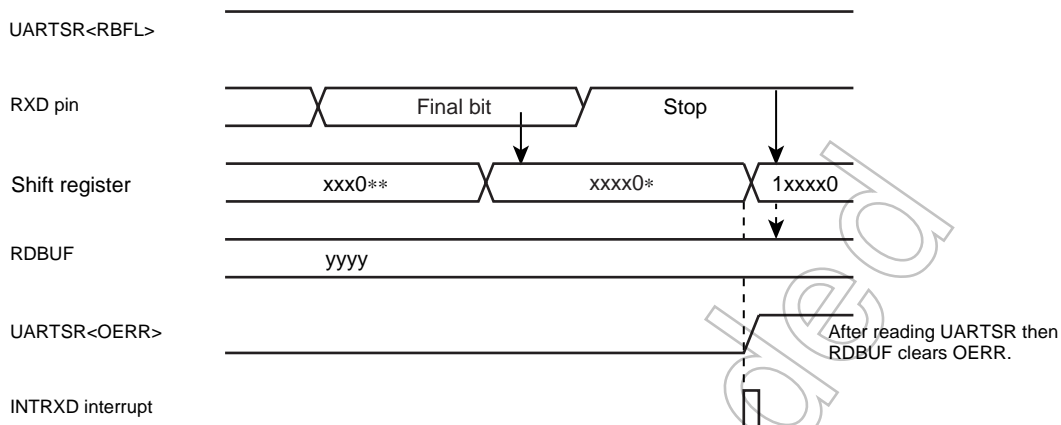 UARTSR<RBFL>
RXD pin
Final bit
Stop
Shift register
xxx0**
xxxx0*
1xxxx0
RDBUF
yyyy
UARTSR<OERR>
After reading UARTSR then
RDBUF clears OERR.
INTRXD interrupt
ded